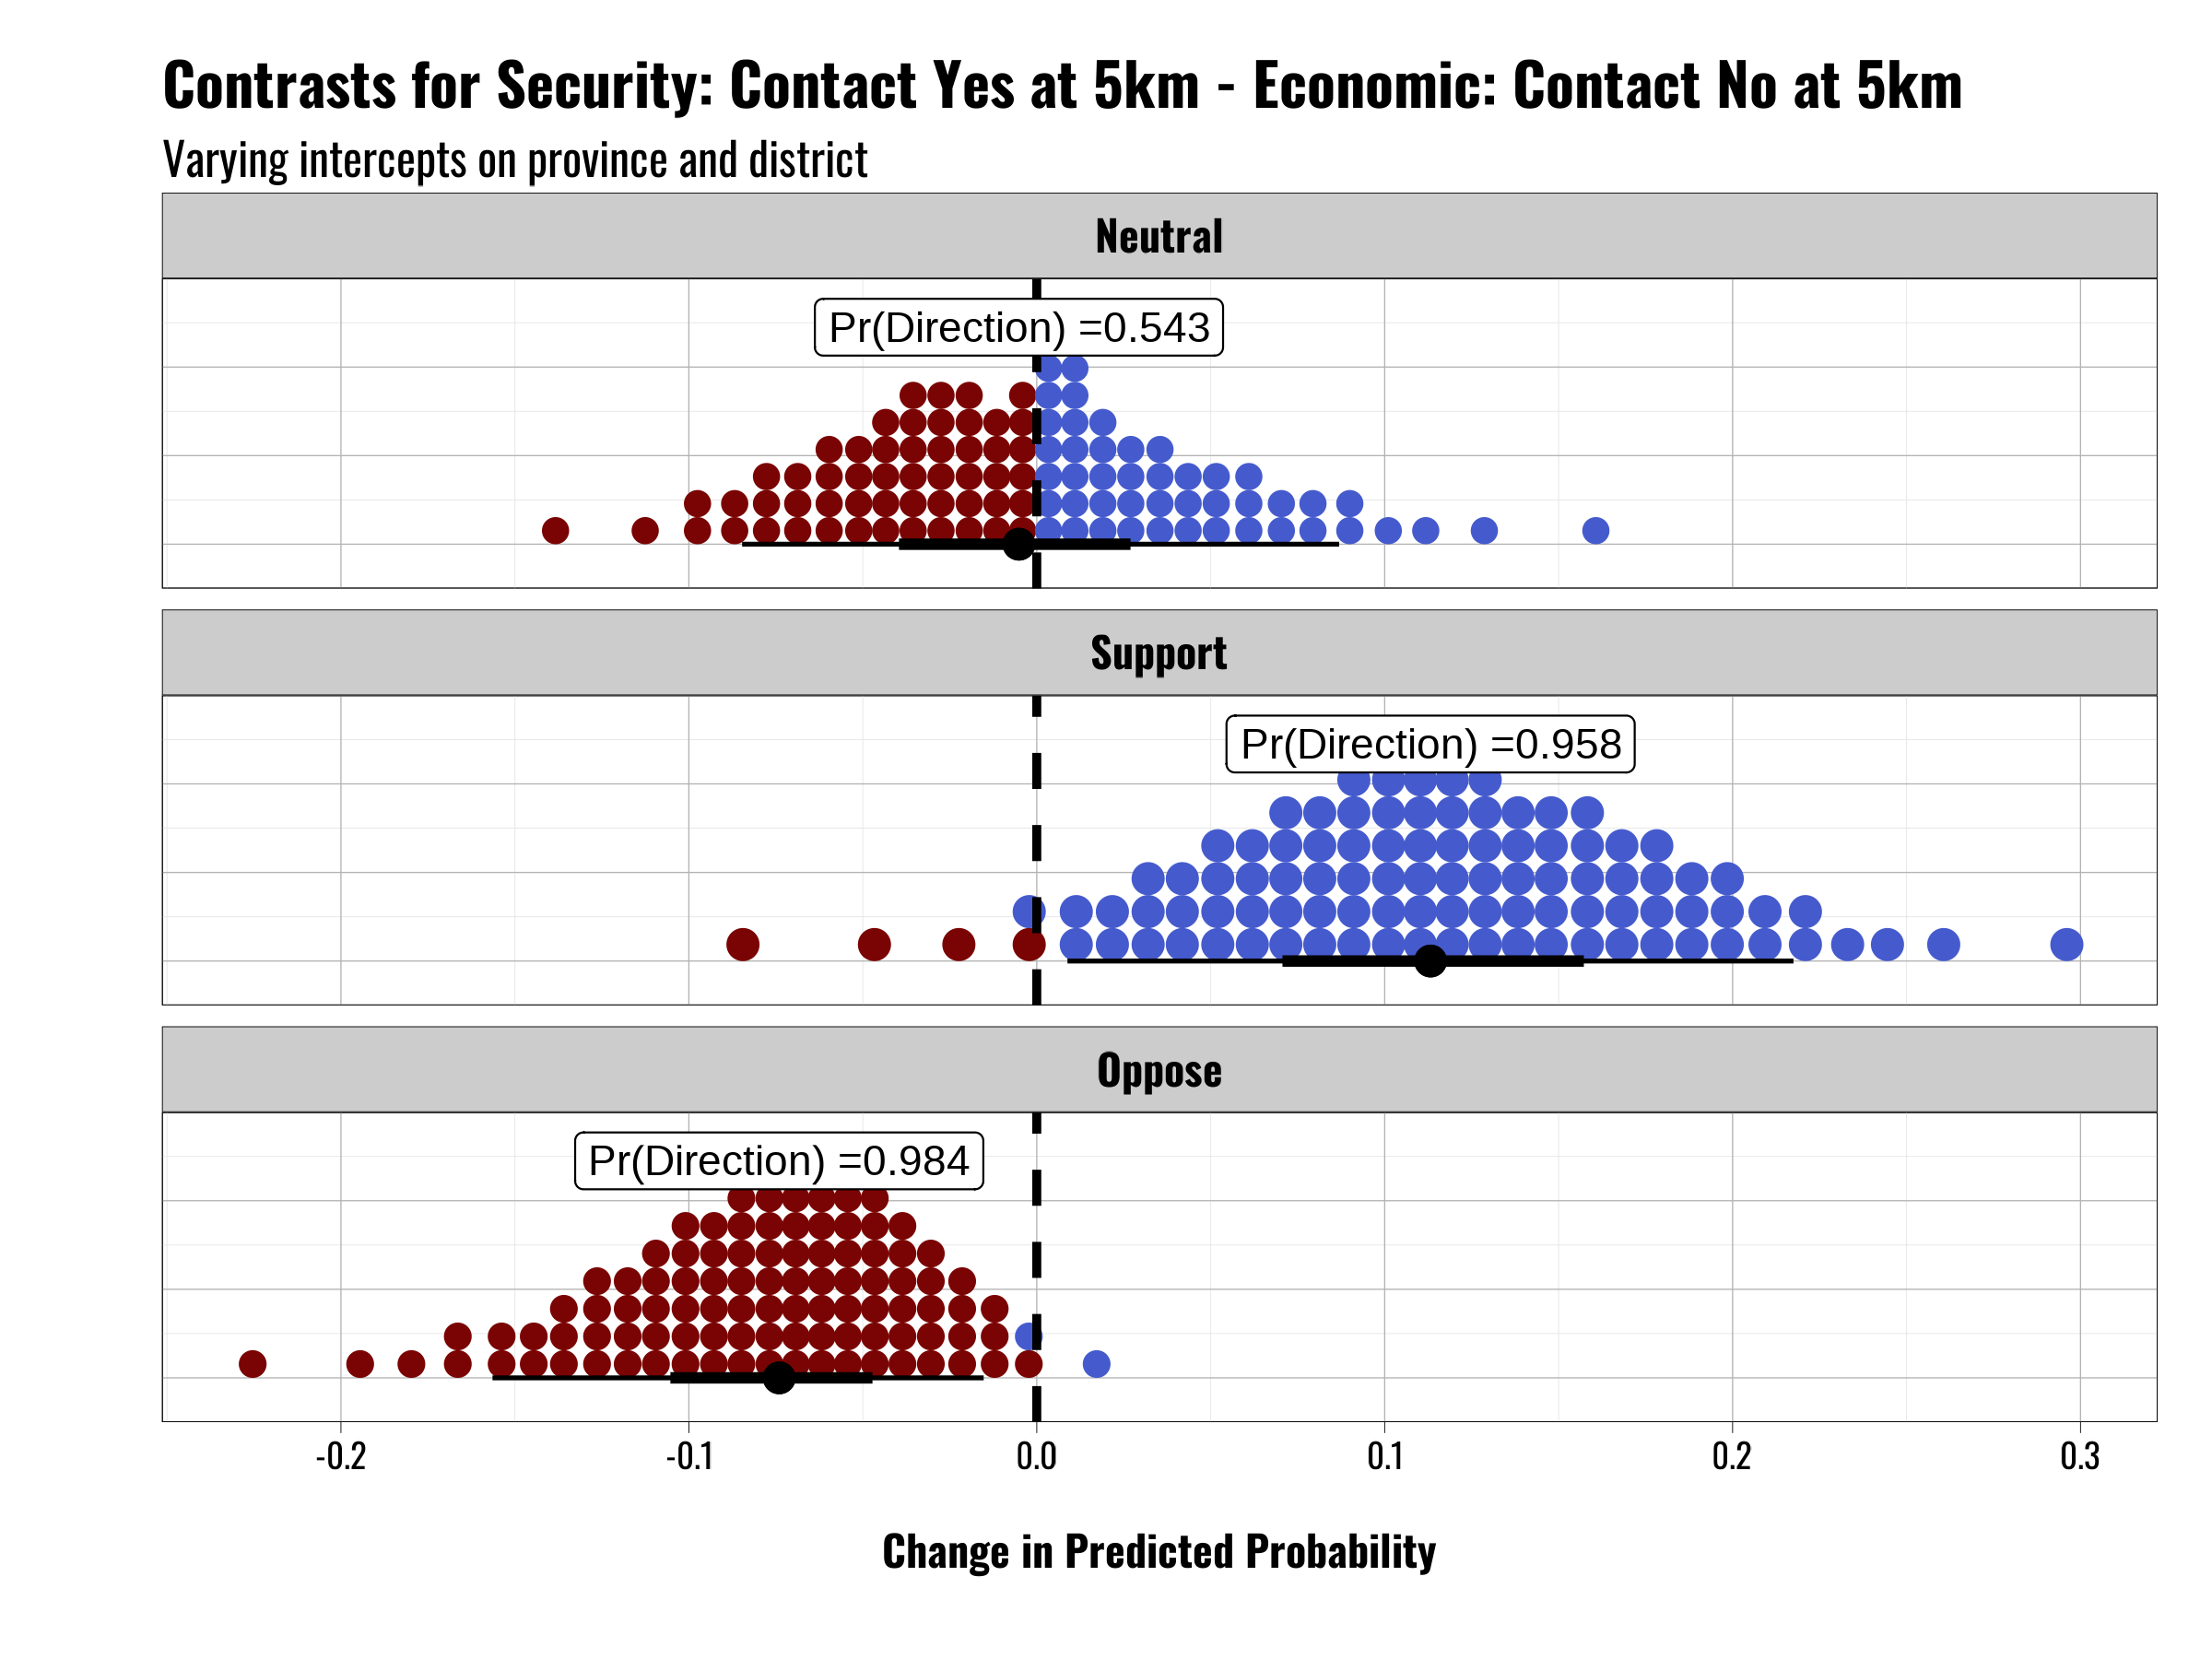 Contrasts for Security: Contact Yes at 5km - Economic: Contact No at 5km
Varying intercepts on province and district
Neutral
Pr(Direction) =0.543
Support
Pr(Direction) =0.958
Oppose
Pr(Direction) =0.984
-0.2 -0.1 0.0 0.1 0.2 0.3
Change in Predicted Probability